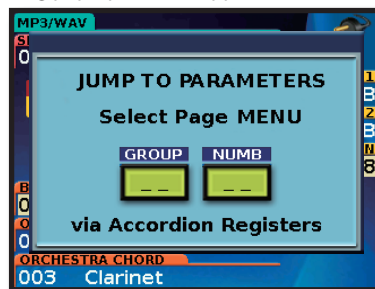 MP3/WAV
JUMP TO PARAMETERS
Select Page MENU
GROUP NUMB
_ _ _ _
via Accordion Registers
ORCHESTRA CHORD
003 Clarinet